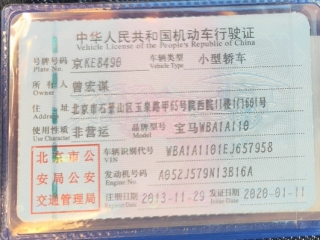 中华人民共和国机动车行驶证
Vehicle License of the People's Republic of China
号牌号码 京KE8498 车辆类型 小型轿车
Plate No. Vehicle Type
所有人 曾宏谋
Owner
住址 北京市石景山区玉泉路甲65号院西院11楼1门601号
Address
使用性质 非营运 品牌型号 宝马WBA1A110
Use Character Model
北京市公安局公安交通管理局
车辆识别代号 WBA1A1101EJ657958
VIN
发动机号码 A052J579N13B16A
Engine No.
注册日期 2013-11-29 发证日期 2020-01-11
Register Date Issue Date